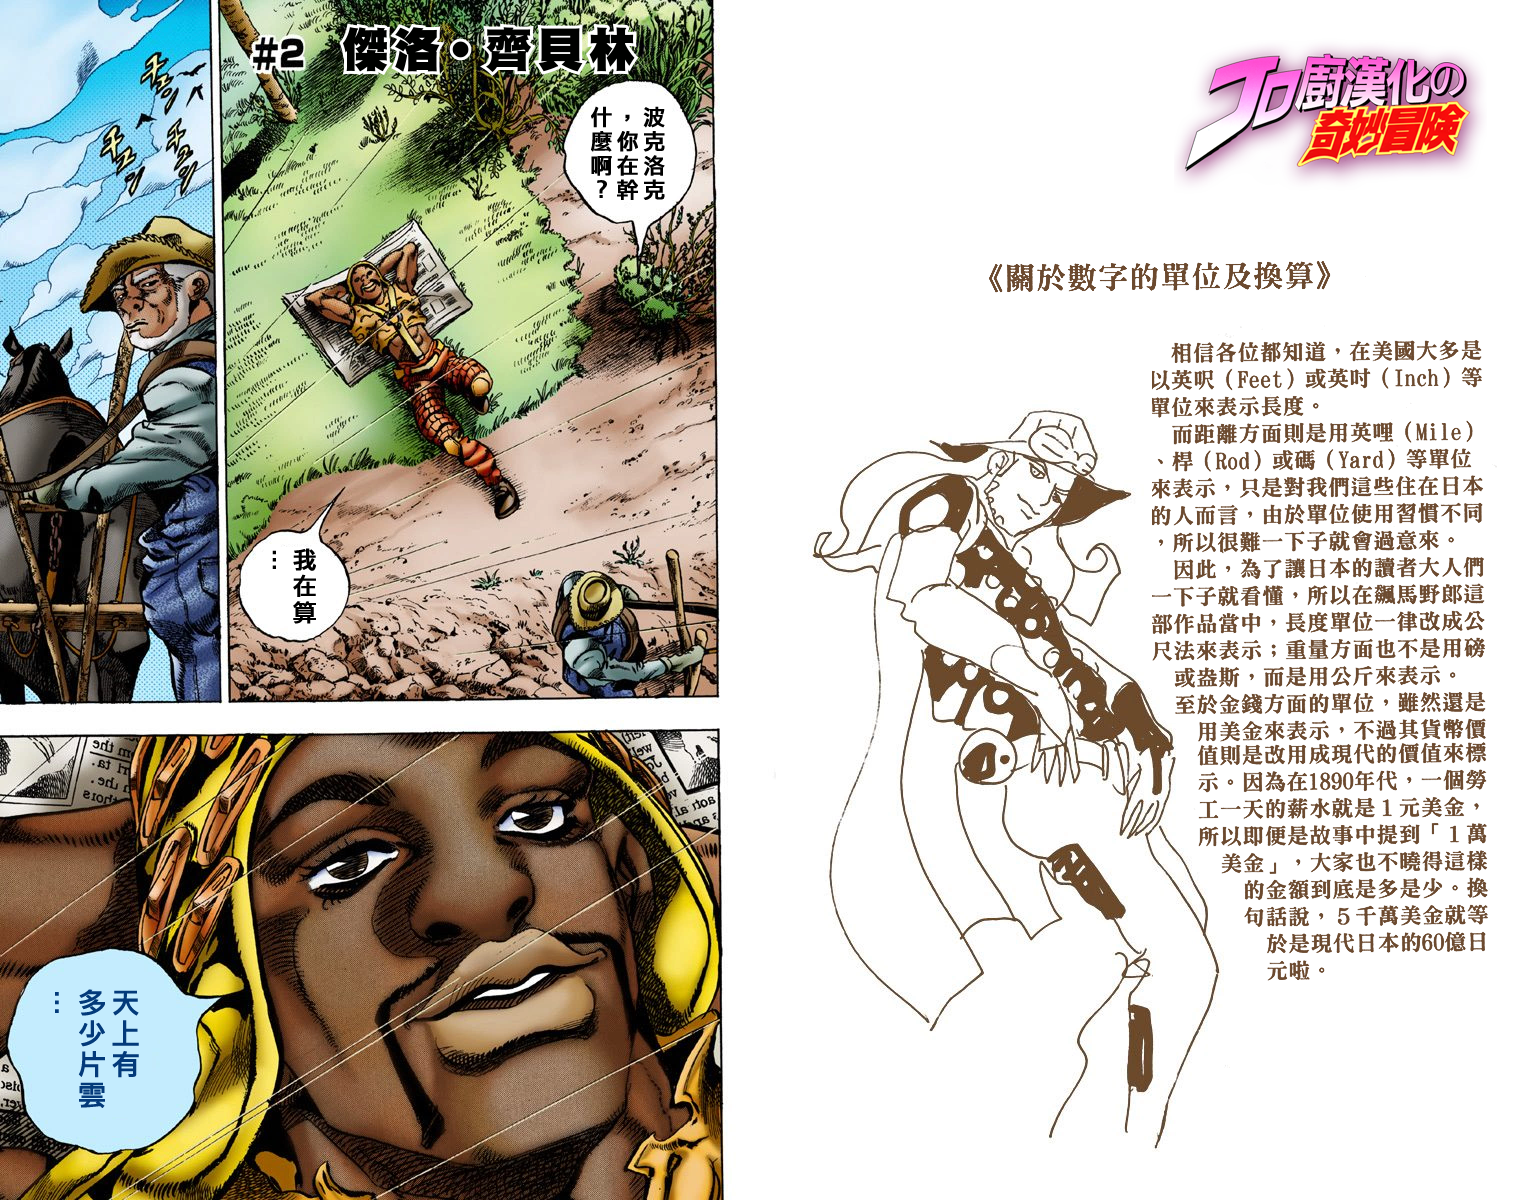 JO廚漢化の
奇妙冒険
《關於數字的單位及換算》
相信各位都知道，在美國大多是
以英呎（Feet）或英吋（Inch）等
單位來表示長度。
而距離方面則是用英哩（Mile）
、桿（Rod）或碼（Yard）等單位
來表示，只是對我們這些住在日本
的人而言，由於單位使用習慣不同
，所以很難一下子就會過意來。
因此，為了讓日本的讀者大人們
一下子就看懂，所以在飆馬野郎這
部作品當中，長度單位一律改成公
尺法來表示；重量方面也不是用磅
或盎斯，而是用公斤來表示。
至於金錢方面的單位，雖然還是
用美金來表示，不過其貨幣價
值則是改用成現代的價值來標
示。因為在1890年代，一個勞
工一天的薪水就是１元美金，
所以即便是故事中提到「１萬
美金」，大家也不曉得這樣
的金額到底是多是少。換
句話說，５千萬美金就等
於是現代日本的60億日
元啦。
#2 傑洛・齊貝林
波克洛克
，你在幹
什麼啊？
我在算
…
チュン
チュン
チュン
天上有
多少片雲
…